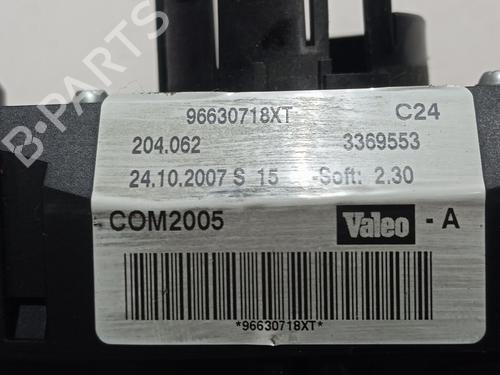 B-PARTS
96630718XT C24
204.062 3369553
24.10.2007 S 15 -Soft: 2.30
COM2005 Valeo - A
*96630718XT*